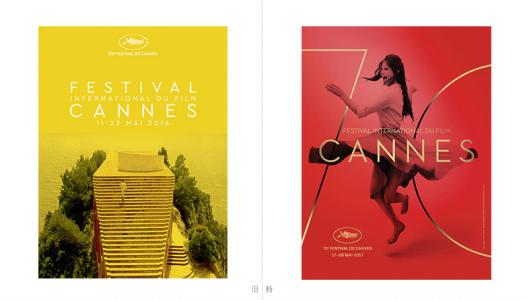 69e FESTIVAL DE CANNES
FESTIVAL
INTERNATIONAL DU FILM
CANNES
11-22 MAI 2016
70
FESTIVAL INTERNATIONAL DU FILM
CANNES
70e FESTIVAL DE CANNES
17-28 MAI 2017
旧 新